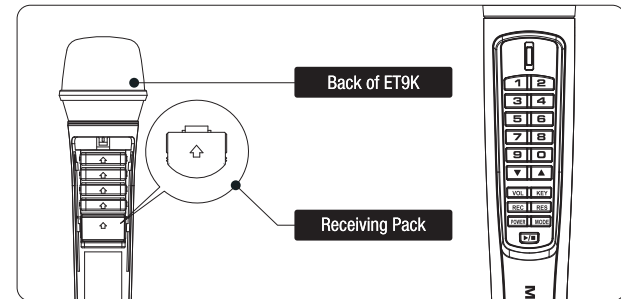 Back of ET9K
Receiving Pack
1 2
3 4
5 6
7 8
9 0
▼ ▲
VOL KEY
REC RES
POWER MODE
▶/■
M